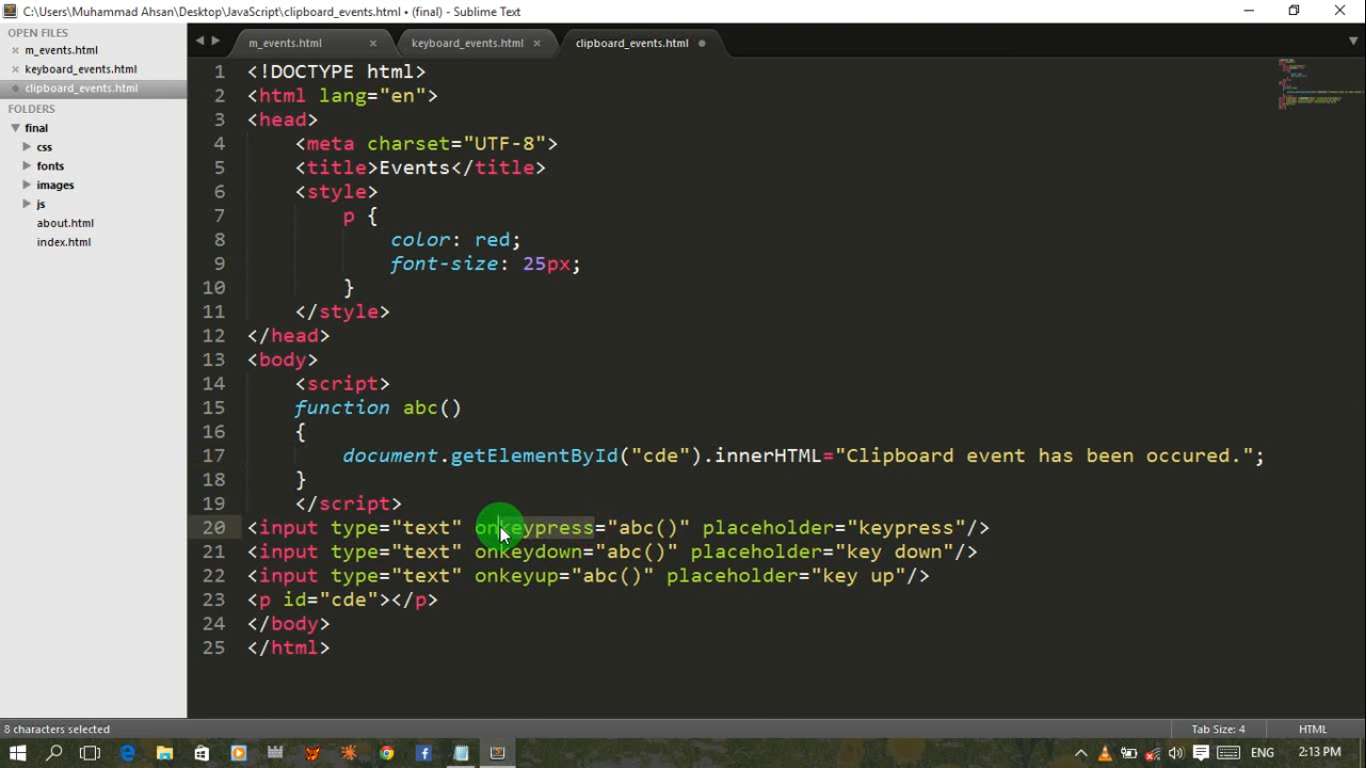 C:\Users\Muhammad Ahsan\Desktop\JavaScript\clipboard_events.html • (final) - Sublime Text
OPEN FILES
m_events.html
keyboard_events.html
clipboard_events.html
FOLDERS
final
css
fonts
images
js
about.html
index.html
m_events.html
keyboard_events.html
clipboard_events.html
1 <!DOCTYPE html>
2 <html lang="en">
3 <head>
4     <meta charset="UTF-8">
5     <title>Events</title>
6     <style>
7         p {
8             color: red;
9             font-size: 25px;
10         }
11     </style>
12 </head>
13 <body>
14     <script>
15     function abc()
16     {
17         document.getElementById("cde").innerHTML="Clipboard event has been occured.";
18     }
19     </script>
20 <input type="text" onkeypress="abc()" placeholder="keypress"/>
21 <input type="text" onkeydown="abc()" placeholder="key down"/>
22 <input type="text" onkeyup="abc()" placeholder="key up"/>
23 <p id="cde"></p>
24 </body>
25 </html>
8 characters selected
Tab Size: 4
HTML
ENG
2:13 PM